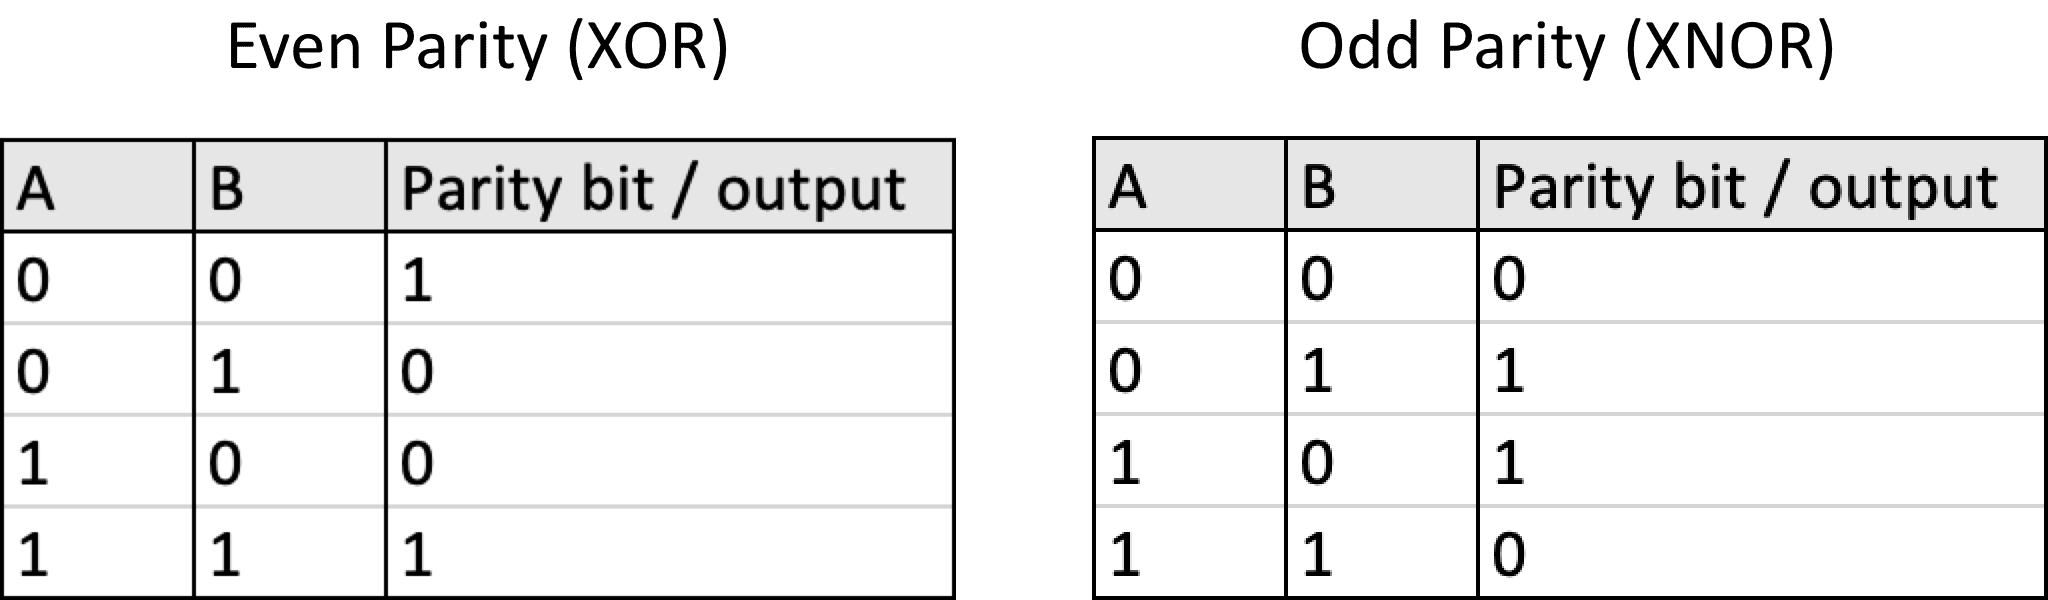 Even Parity (XOR)
A B Parity bit / output
0 0 1
0 1 0
1 0 0
1 1 1
Odd Parity (XNOR)
A B Parity bit / output
0 0 0
0 1 1
1 0 1
1 1 0